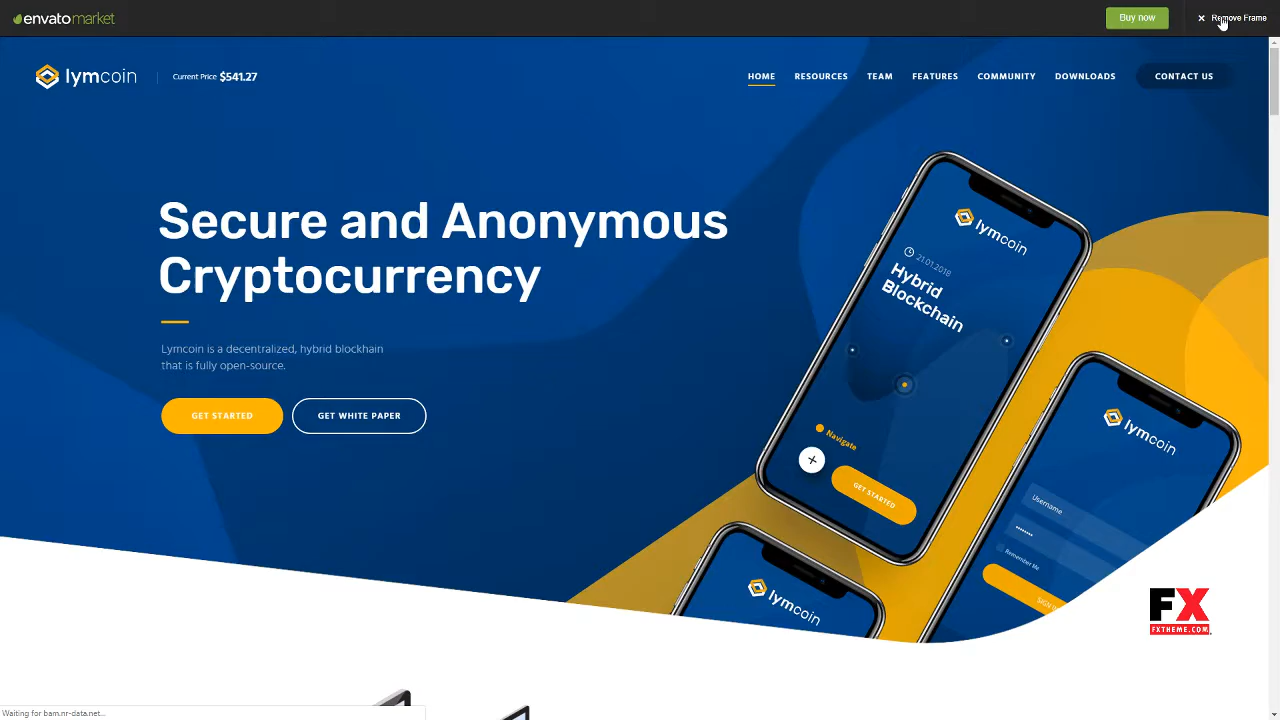 envatomarket
Buy now
✕ Remove Frame
lymcoin
Current Price $541.27
HOME
RESOURCES
TEAM
FEATURES
COMMUNITY
DOWNLOADS
CONTACT US
Secure and Anonymous
Cryptocurrency
Lymcoin is a decentralized, hybrid blockhain
that is fully open-source.
GET STARTED
GET WHITE PAPER
lymcoin
21.01.2018
Hybrid
Blockchain
Navigate
GET STARTED
lymcoin
Username
Remember Me
lymcoin
FX
FXTHEME.COM
Waiting for bam.nr-data.net...